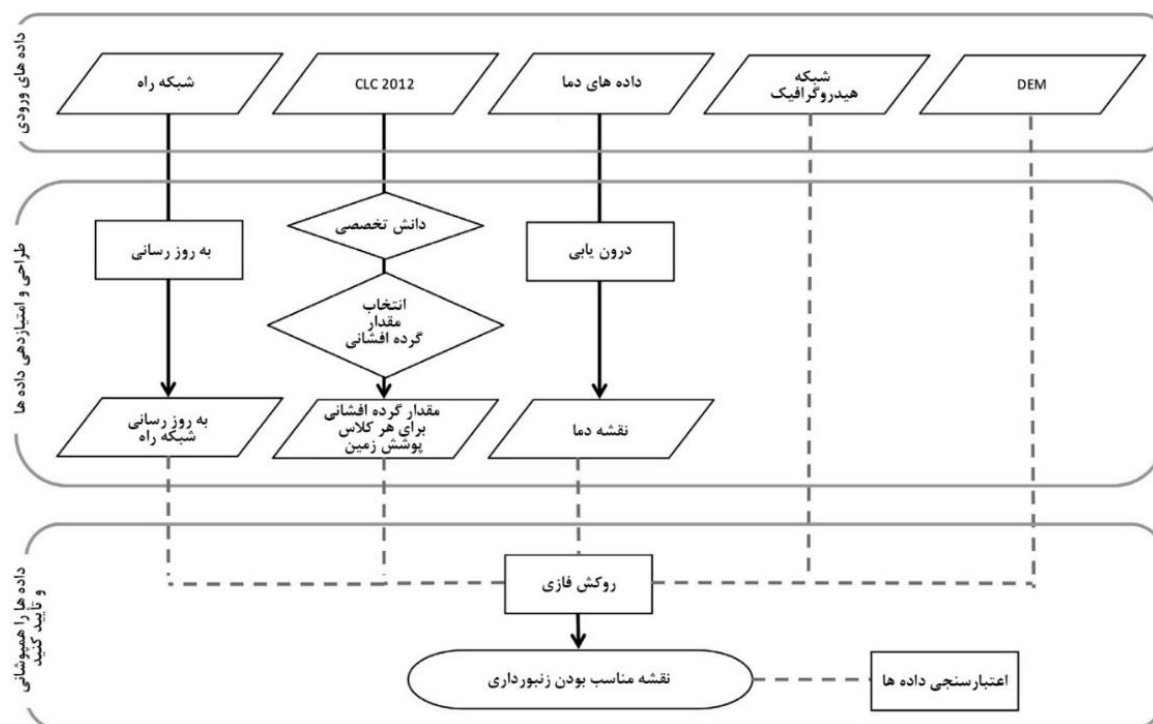 داده های ورودی
شبکه راه
CLC 2012
داده های دما
شبکه
هیدروگرافیک
DEM
طراحی و امتیازدهی داده ها
به روز رسانی
دانش تخصصی
درون یابی
انتخاب
مقدار
گرده افشانی
به روز رسانی
شبکه راه
مقدار گرده افشانی
برای هر کلاس
پوشش زمین
نقشه دما
داده ها را همپوشانی
و تأیید کنید
روکش فازی
نقشه مناسب بودن زنبورداری
اعتبارسنجی داده ها